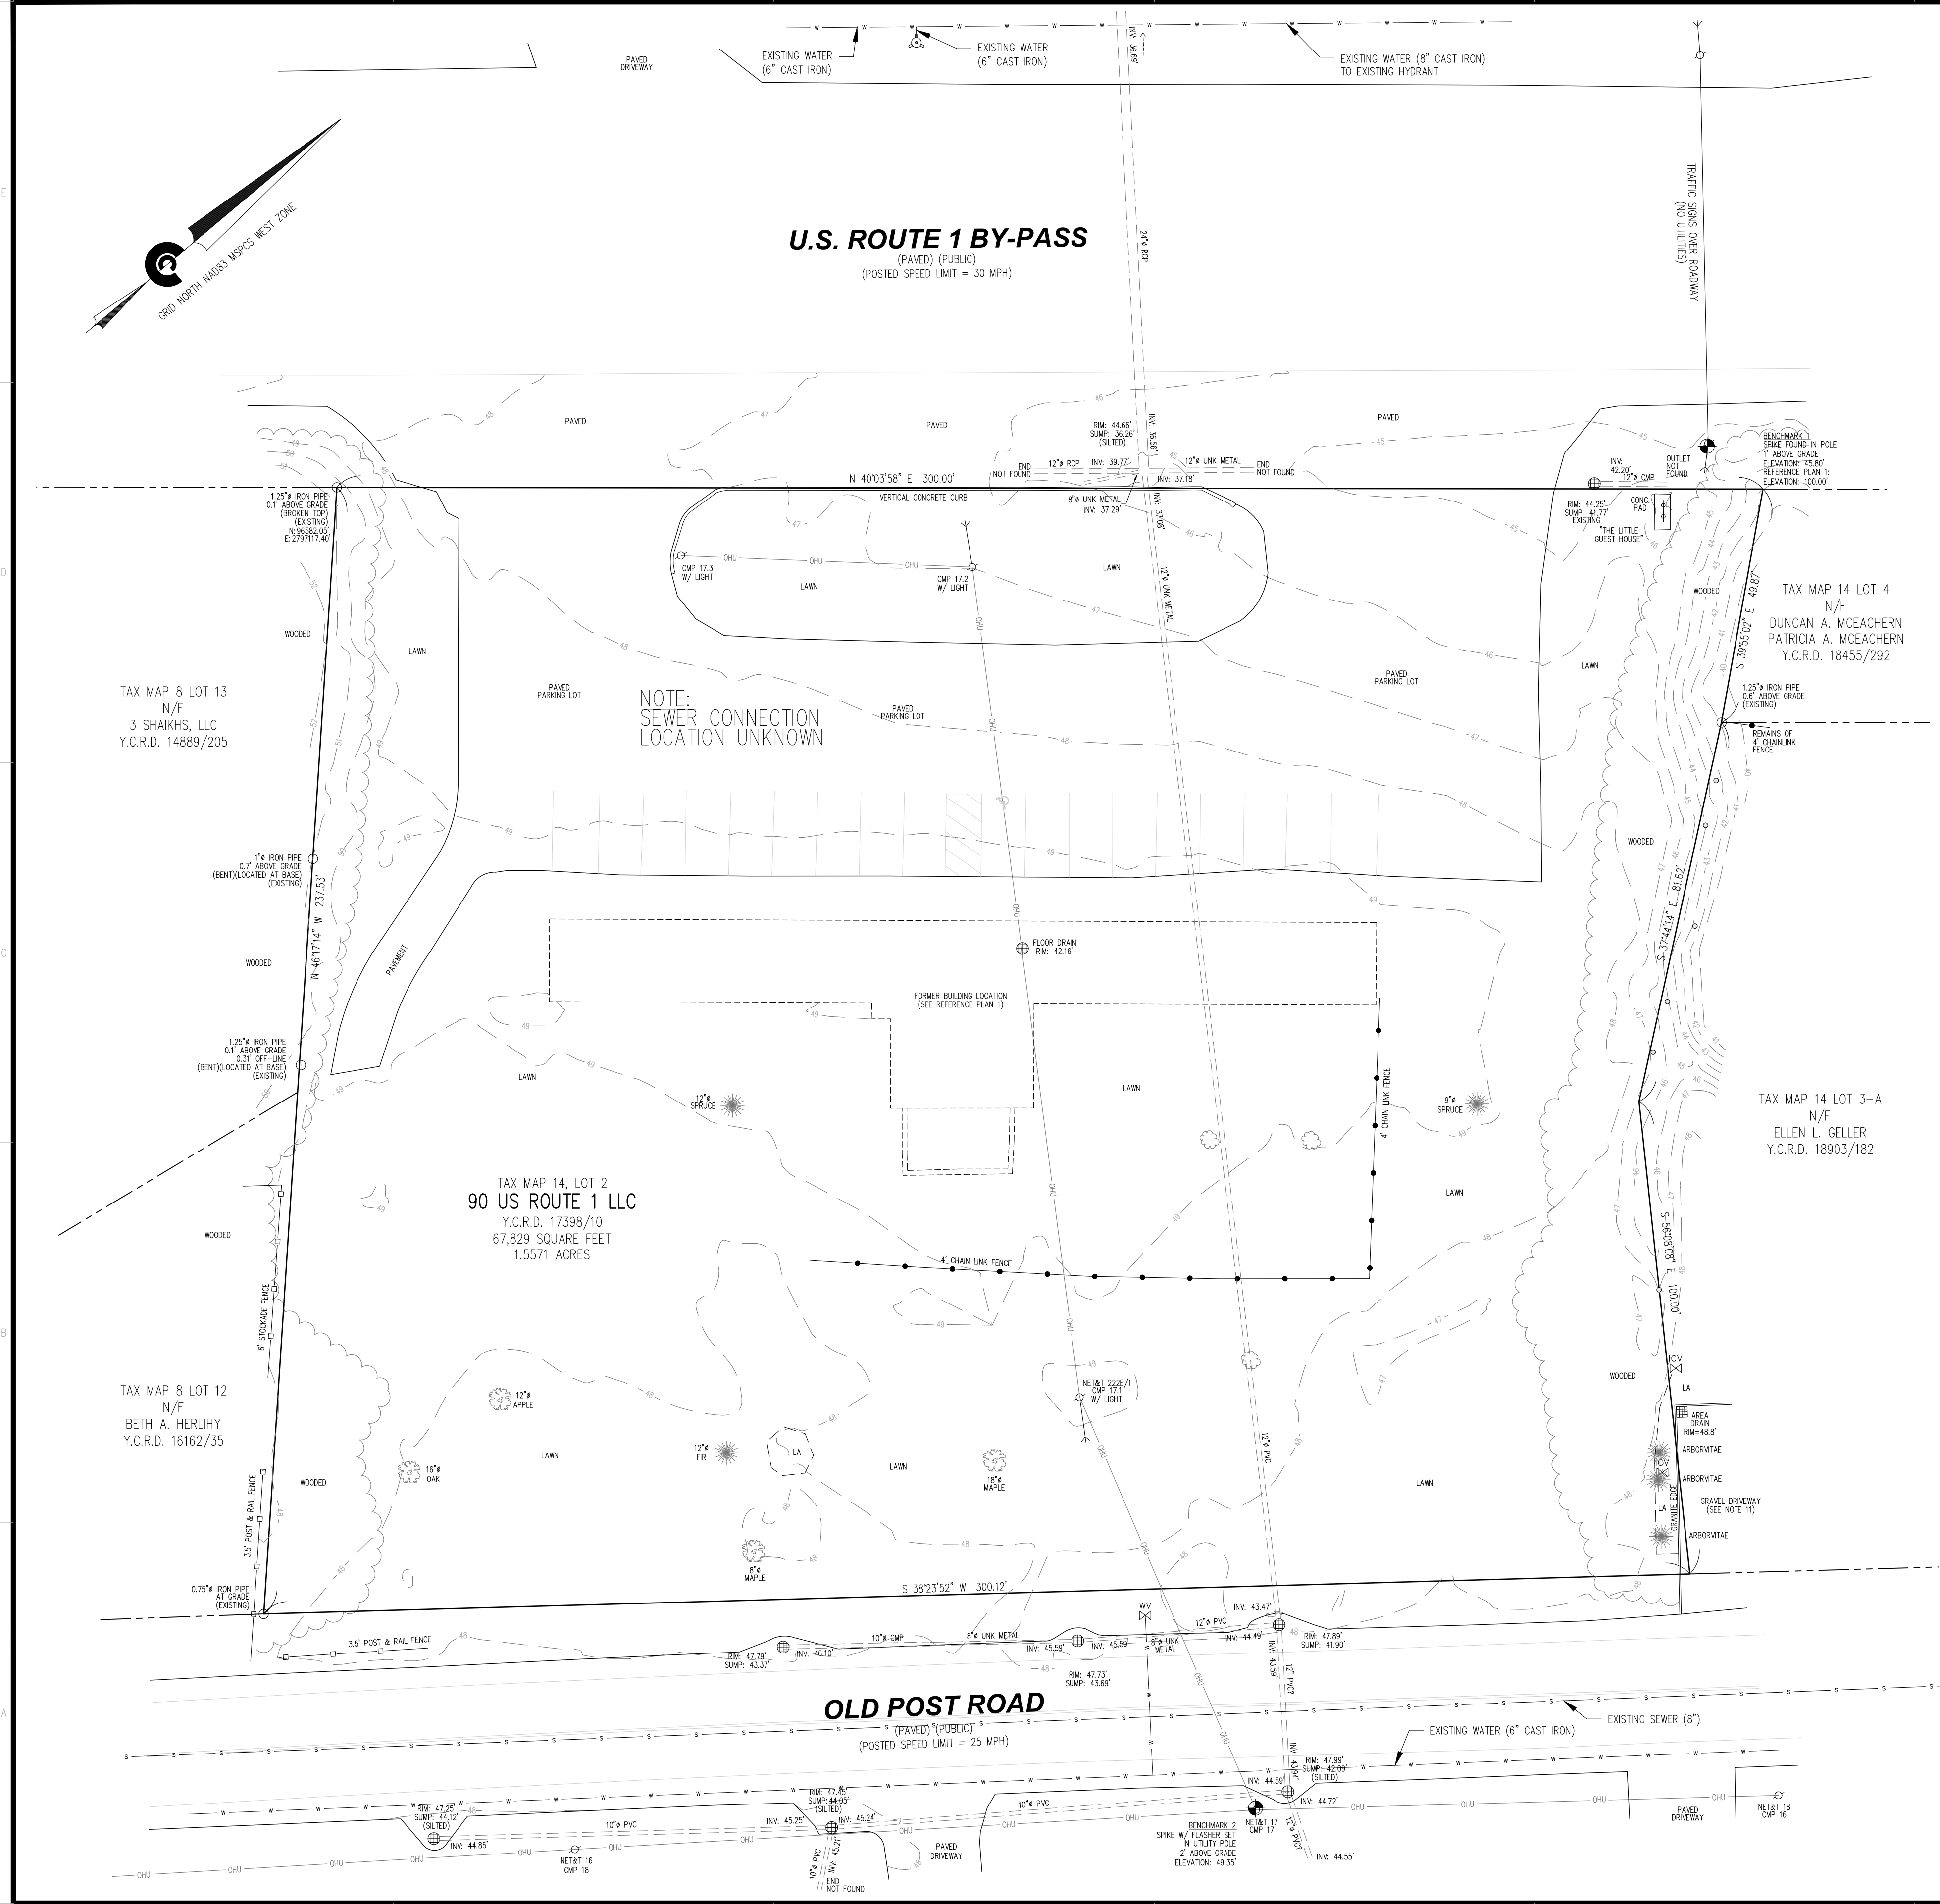 EXISTING WATER
(6" CAST IRON)
EXISTING WATER
(6" CAST IRON)
EXISTING WATER (8" CAST IRON)
TO EXISTING HYDRANT
PAVED
DRIVEWAY
INV: 36.69'
GRID NORTH NAD83 MSPCS WEST ZONE
U.S. ROUTE 1 BY-PASS
(PAVED) (PUBLIC)
(POSTED SPEED LIMIT = 30 MPH)
24"ø RCP
TRAFFIC SIGNS OVER ROADWAY
(NO UTILITIES)
PAVED
PAVED
PAVED
RIM: 44.66'
SUMP: 36.26'
(SILTED)
INV: 36.56'
END
NOT FOUND
12"ø RCP
INV: 39.77'
12"ø UNK METAL
END
NOT FOUND
INV: 37.18'
8"ø UNK METAL
INV: 37.29'
INV: 37.08'
N 40°03'58" E 300.00'
VERTICAL CONCRETE CURB
BENCHMARK 1
SPIKE FOUND IN POLE
1' ABOVE GRADE
ELEVATION: 45.80'
REFERENCE PLAN 1:
ELEVATION: 100.00'
INV:
42.20'
OUTLET
NOT
FOUND
12"ø CMP
RIM: 44.25'
SUMP: 41.77'
EXISTING
CONC.
PAD
"THE LITTLE
GUEST HOUSE"
1.25"ø IRON PIPE
0.1' ABOVE GRADE
(BROKEN TOP)
(EXISTING)
N: 96582.05'
E: 2797117.40'
CMP 17.3
W/ LIGHT
CMP 17.2
W/ LIGHT
LAWN
LAWN
12"ø UNK METAL
WOODED
LAWN
LAWN
WOODED
S 39°55'02" E 49.87'
TAX MAP 14 LOT 4
N/F
DUNCAN A. MCEACHERN
PATRICIA A. MCEACHERN
Y.C.R.D. 18455/292
TAX MAP 8 LOT 13
N/F
3 SHAIKHS, LLC
Y.C.R.D. 14889/205
PAVED
PARKING LOT
NOTE:
SEWER CONNECTION
LOCATION UNKNOWN
PAVED
PARKING LOT
PAVED
PARKING LOT
1.25"ø IRON PIPE
0.6' ABOVE GRADE
(EXISTING)
REMAINS OF
4' CHAINLINK
FENCE
1"ø IRON PIPE
0.7' ABOVE GRADE
(BENT)(LOCATED AT BASE)
(EXISTING)
N 46°17'14" W 237.53'
WOODED
PAVEMENT
WOODED
S 37°44'14" E 81.62'
FLOOR DRAIN
RIM: 42.16'
FORMER BUILDING LOCATION
(SEE REFERENCE PLAN 1)
1.25"ø IRON PIPE
0.1' ABOVE GRADE
0.31' OFF-LINE
(BENT)(LOCATED AT BASE)
(EXISTING)
LAWN
12"ø
SPRUCE
LAWN
4' CHAIN LINK FENCE
9"ø
SPRUCE
TAX MAP 14 LOT 3-A
N/F
ELLEN L. GELLER
Y.C.R.D. 18903/182
TAX MAP 14, LOT 2
90 US ROUTE 1 LLC
Y.C.R.D. 17398/10
67,829 SQUARE FEET
1.5571 ACRES
LAWN
WOODED
4' CHAIN LINK FENCE
S 56°08'08" E 100.00'
6' STOCKADE FENCE
TAX MAP 8 LOT 12
N/F
BETH A. HERLIHY
Y.C.R.D. 16162/35
12"ø
APPLE
NET&T 222E/1
CMP 17.1
W/ LIGHT
WOODED
ICV
LA
AREA
DRAIN
RIM=48.8'
ARBORVITAE
ICV
ARBORVITAE
LA
GRANITE EDGE
GRAVEL DRIVEWAY
(SEE NOTE 11)
ARBORVITAE
16"ø
OAK
LAWN
12"ø
FIR
LA
LAWN
18"ø
MAPLE
12"ø PVC
LAWN
WOODED
3.5' POST & RAIL FENCE
8"ø
MAPLE
0.75"ø IRON PIPE
AT GRADE
(EXISTING)
S 38°23'52" W 300.12'
3.5' POST & RAIL FENCE
RIM: 47.79'
SUMP: 43.37'
INV: 46.10'
10"ø CMP
8"ø UNK METAL
INV: 45.59'
INV: 45.59'
RIM: 47.73'
SUMP: 43.69'
WV
8"ø UNK
METAL
12"ø PVC
INV: 43.47'
INV: 44.49'
RIM: 47.89'
SUMP: 41.90'
INV: 43.59'
12" PVC?
OLD POST ROAD
(PAVED) (PUBLIC)
(POSTED SPEED LIMIT = 25 MPH)
EXISTING WATER (6" CAST IRON)
EXISTING SEWER (8")
RIM: 47.25'
SUMP: 44.12'
(SILTED)
INV: 44.85'
10"ø PVC
RIM: 47.45'
SUMP: 44.05'
(SILTED)
INV: 45.25'
INV: 45.24'
INV: 45.21'
10"ø PVC
END
NOT FOUND
NET&T 16
CMP 18
PAVED
DRIVEWAY
10"ø PVC
INV: 44.59'
INV: 43.94'
RIM: 47.99'
SUMP: 42.09'
(SILTED)
INV: 44.72'
12"ø PVC?
INV: 44.55'
NET&T 17
CMP 17
BENCHMARK 2
SPIKE W/ FLASHER SET
IN UTILITY POLE
2' ABOVE GRADE
ELEVATION: 49.35'
PAVED
DRIVEWAY
NET&T 18
CMP 16